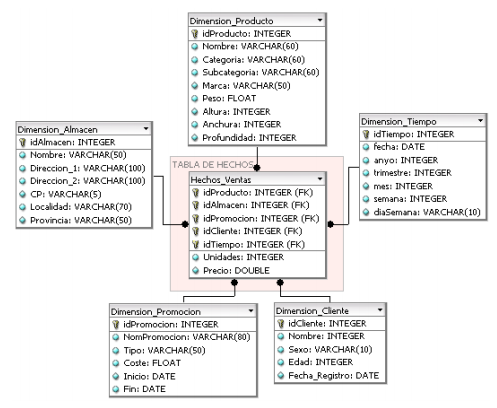 Dimension_Producto
idProducto: INTEGER
Nombre: VARCHAR(60)
Categoria: VARCHAR(60)
Subcategoria: VARCHAR(60)
Marca: VARCHAR(50)
Peso: FLOAT
Altura: INTEGER
Anchura: INTEGER
Profundidad: INTEGER
Dimension_Almacen
idAlmacen: INTEGER
Nombre: VARCHAR(50)
Direccion_1: VARCHAR(100)
Direccion_2: VARCHAR(100)
CP: VARCHAR(5)
Localidad: VARCHAR(70)
Provincia: VARCHAR(50)
TABLA DE HECHOS
Hechos_Ventas
idProducto: INTEGER (FK)
idAlmacen: INTEGER (FK)
idPromocion: INTEGER (FK)
idCliente: INTEGER (FK)
idTiempo: INTEGER (FK)
Unidades: INTEGER
Precio: DOUBLE
Dimension_Tiempo
idTiempo: INTEGER
fecha: DATE
anyo: INTEGER
trimestre: INTEGER
mes: INTEGER
semana: INTEGER
diaSemana: VARCHAR(10)
Dimension_Promocion
idPromocion: INTEGER
NomPromocion: VARCHAR(80)
Tipo: VARCHAR(50)
Coste: FLOAT
Inicio: DATE
Fin: DATE
Dimension_Cliente
idCliente: INTEGER
Nombre: INTEGER
Sexo: VARCHAR(10)
Edad: INTEGER
Fecha_Registro: DATE